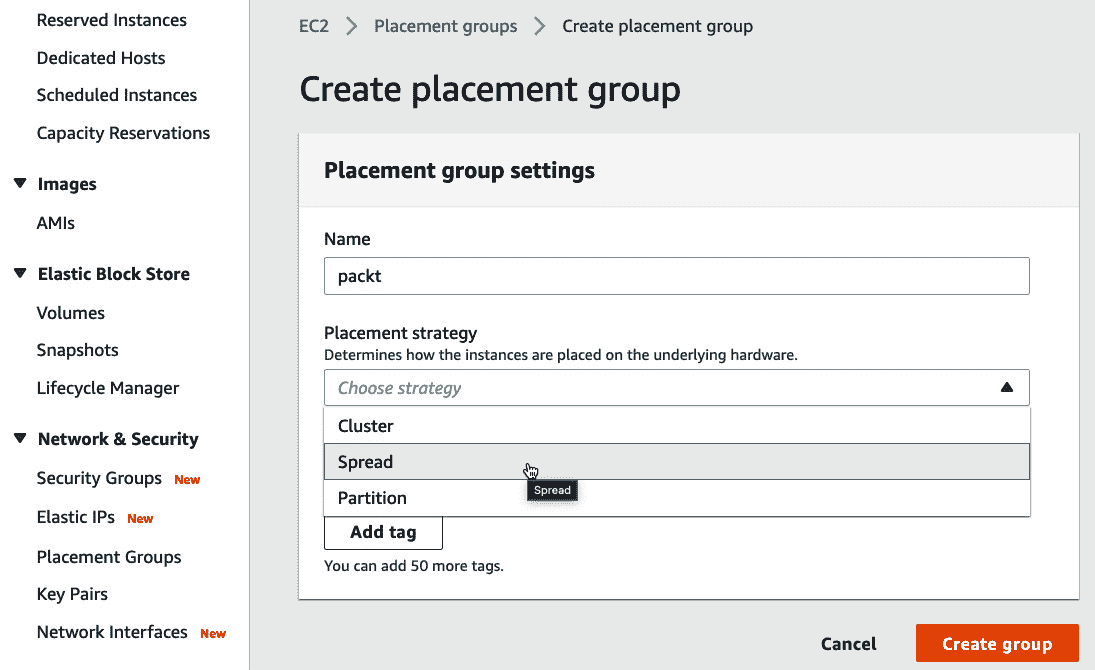 Reserved Instances
Dedicated Hosts
Scheduled Instances
Capacity Reservations
Images
AMIs
Elastic Block Store
Volumes
Snapshots
Lifecycle Manager
Network & Security
Security Groups New
Elastic IPs New
Placement Groups
Key Pairs
Network Interfaces New
EC2 Placement groups Create placement group
Create placement group
Placement group settings
Name
packt
Placement strategy
Determines how the instances are placed on the underlying hardware.
Choose strategy
Cluster
Spread
Spread
Partition
Add tag
You can add 50 more tags.
Cancel Create group